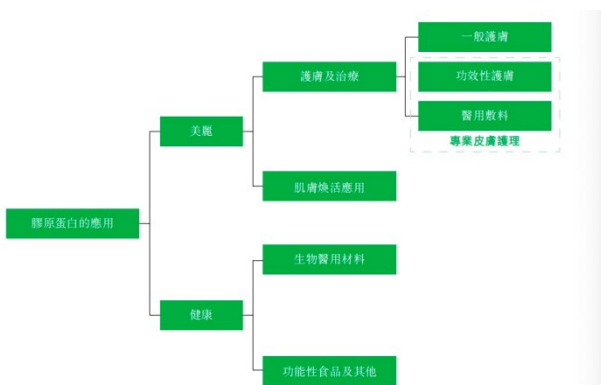 一般護膚
護膚及治療
功效性護膚
醫用敷料
專業皮膚護理
美麗
肌膚煥活應用
膠原蛋白的應用
生物醫用材料
健康
功能性食品及其他